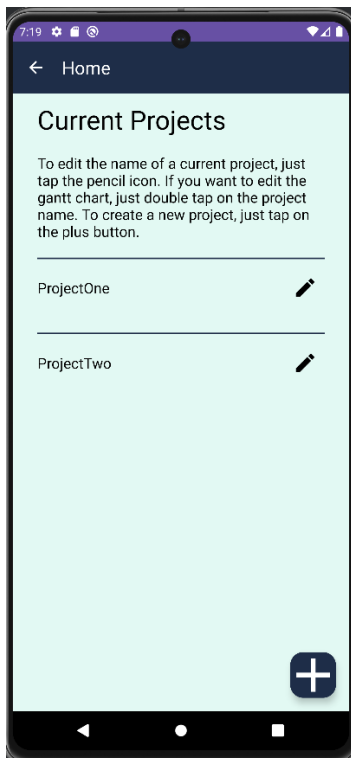 7:19
Home
Current Projects
To edit the name of a current project, just
tap the pencil icon. If you want to edit the
gantt chart, just double tap on the project
name. To create a new project, just tap on
the plus button.
ProjectOne
ProjectTwo